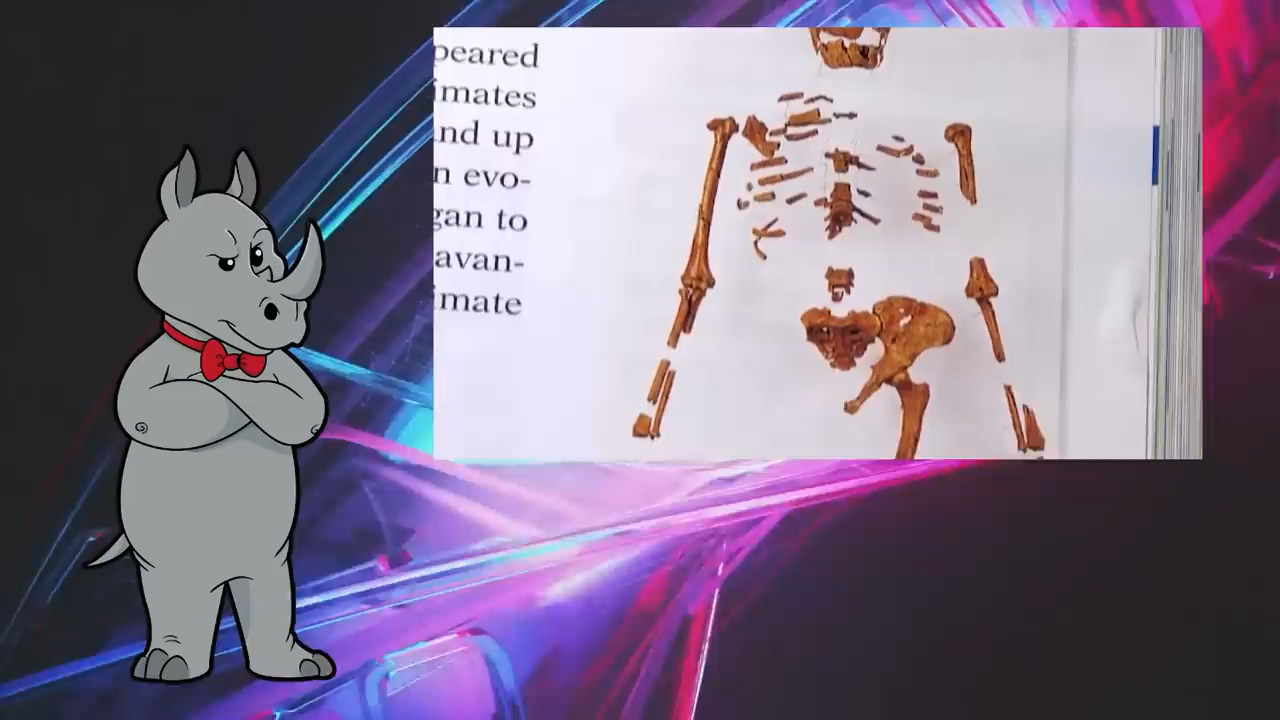 peared
imates
nd up
n evo-
gan to
avan-
imate